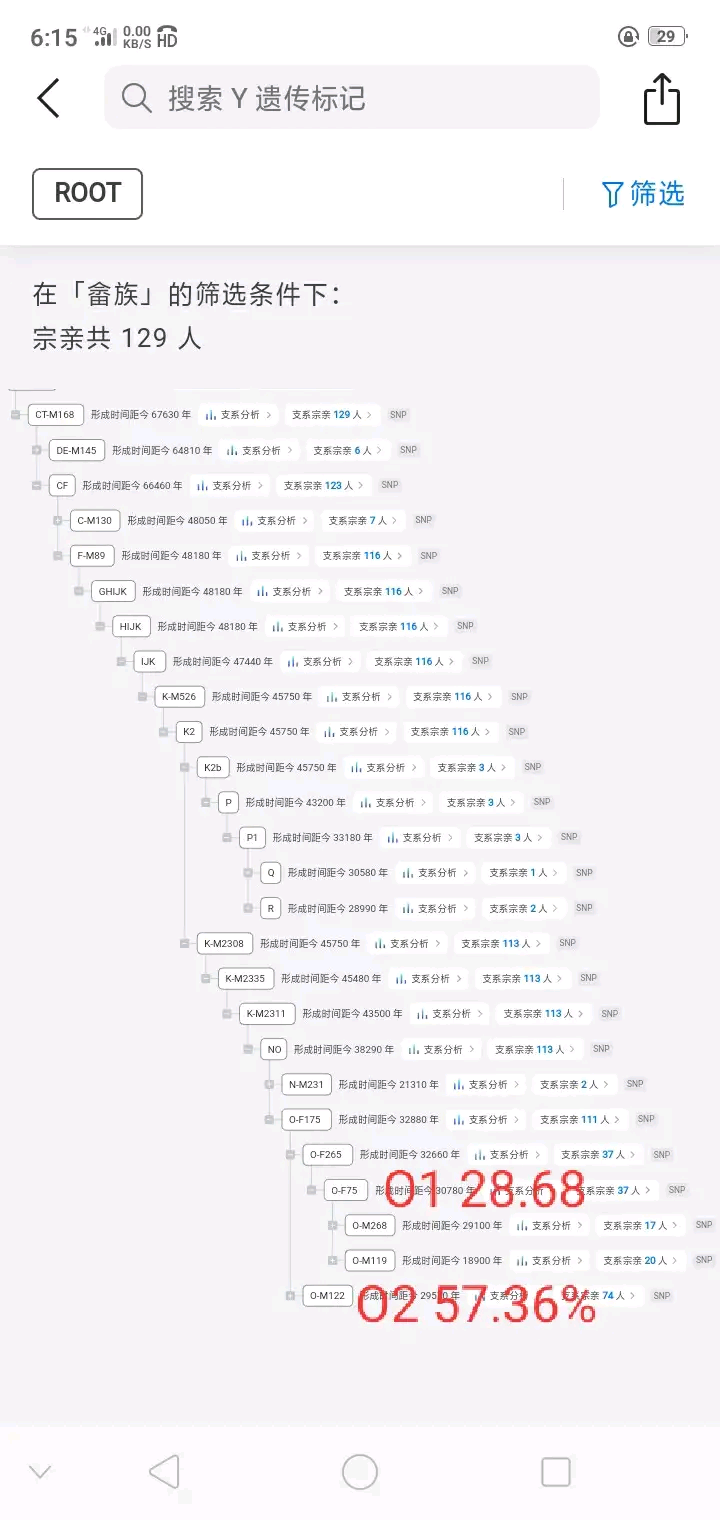 6:15 4G 0.00 KB/S HD 29
搜索 Y 遗传标记
ROOT 筛选
在「畲族」的筛选条件下：
宗亲共 129 人
CT-M168 形成时间距今 67630 年 支系分析 支系宗亲 129 人 SNP
DE-M145 形成时间距今 64810 年 支系分析 支系宗亲 6 人 SNP
CF 形成时间距今 66460 年 支系分析 支系宗亲 123 人 SNP
C-M130 形成时间距今 48050 年 支系分析 支系宗亲 7 人 SNP
F-M89 形成时间距今 48180 年 支系分析 支系宗亲 116 人 SNP
GHIJK 形成时间距今 48180 年 支系分析 支系宗亲 116 人 SNP
HIJK 形成时间距今 48180 年 支系分析 支系宗亲 116 人 SNP
IJK 形成时间距今 47440 年 支系分析 支系宗亲 116 人 SNP
K-M526 形成时间距今 45750 年 支系分析 支系宗亲 116 人 SNP
K2 形成时间距今 45750 年 支系分析 支系宗亲 116 人 SNP
K2b 形成时间距今 45750 年 支系分析 支系宗亲 3 人 SNP
P 形成时间距今 43200 年 支系分析 支系宗亲 3 人 SNP
P1 形成时间距今 33180 年 支系分析 支系宗亲 3 人 SNP
Q 形成时间距今 30580 年 支系分析 支系宗亲 1 人 SNP
R 形成时间距今 28990 年 支系分析 支系宗亲 2 人 SNP
K-M2308 形成时间距今 45750 年 支系分析 支系宗亲 113 人 SNP
K-M2335 形成时间距今 45480 年 支系分析 支系宗亲 113 人 SNP
K-M2311 形成时间距今 43500 年 支系分析 支系宗亲 113 人 SNP
NO 形成时间距今 38290 年 支系分析 支系宗亲 113 人 SNP
N-M231 形成时间距今 21310 年 支系分析 支系宗亲 2 人 SNP
O-F175 形成时间距今 32880 年 支系分析 支系宗亲 111 人 SNP
O-F265 形成时间距今 32660 年 支系分析 支系宗亲 37 人 SNP
O-F75 形成时间距今 30780 年 支系分析 支系宗亲 37 人 SNP
O1 28.68
O-M268 形成时间距今 29100 年 支系分析 支系宗亲 17 人 SNP
O-M119 形成时间距今 18900 年 支系分析 支系宗亲 20 人 SNP
O-M122 形成时间距今 年 支系分析 支系宗亲 74 人 SNP
O2 57.36%